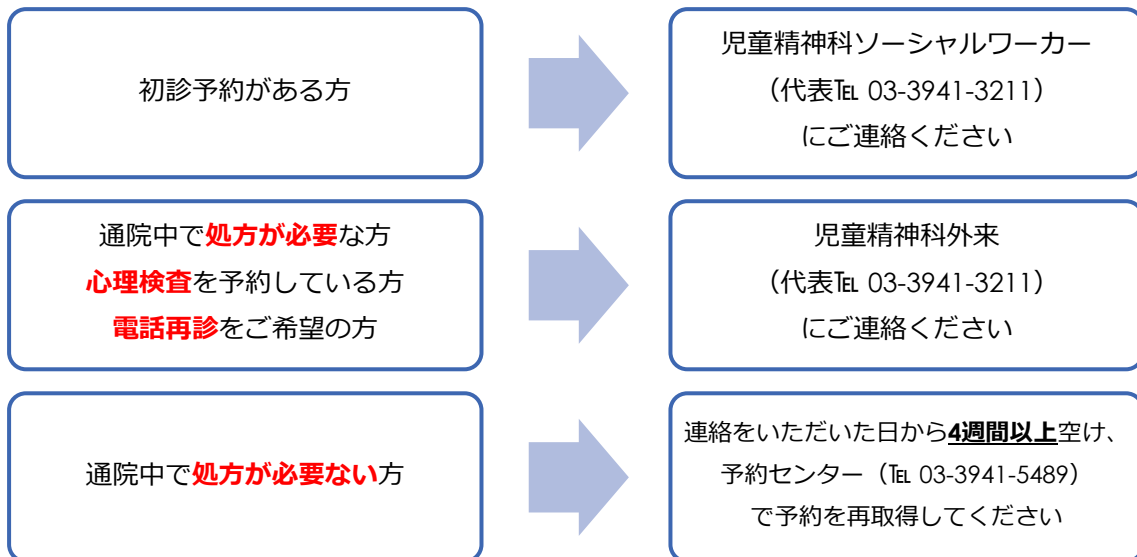 初診予約がある方
児童精神科ソーシャルワーカー
（代表℡ 03-3941-3211）
にご連絡ください
通院中で処方が必要な方
心理検査を予約している方
電話再診をご希望の方
児童精神科外来
（代表℡ 03-3941-3211）
にご連絡ください
通院中で処方が必要ない方
連絡をいただいた日から4週間以上空け、
予約センター（℡ 03-3941-5489）
で予約を再取得してください